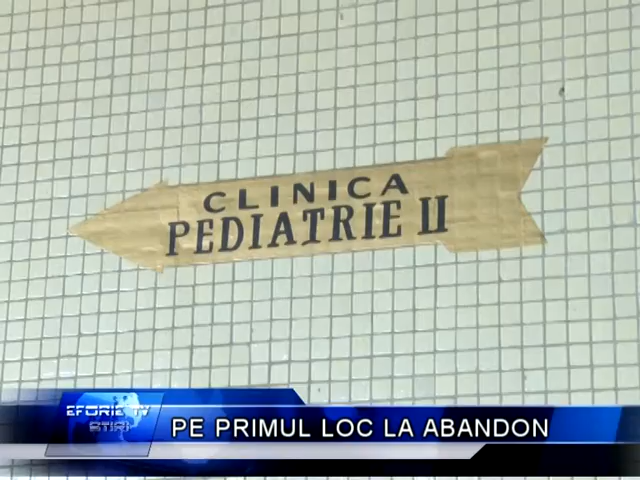 CLINICA
PEDIATRIE II
EFORIE TV
STIRI
PE PRIMUL LOC LA ABANDON